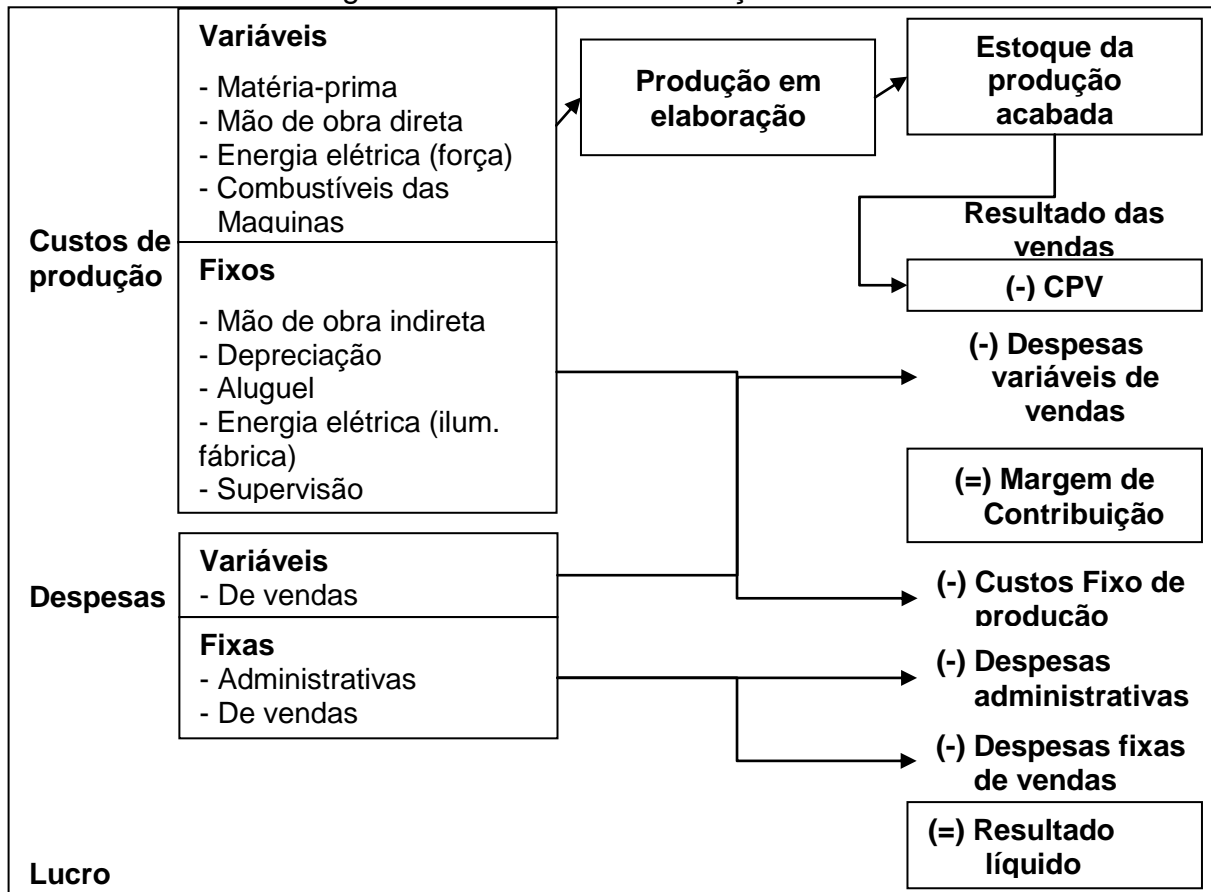 Variáveis
- Matéria-prima
- Mão de obra direta
- Energia elétrica (força)
- Combustíveis das
Maquinas
Custos de
produção
Fixos
- Mão de obra indireta
- Depreciação
- Aluguel
- Energia elétrica (ilum.
fábrica)
- Supervisão
Despesas
Variáveis
- De vendas
Fixas
- Administrativas
- De vendas
Lucro
Produção em
elaboração
Estoque da
produção
acabada
Resultado das
vendas
(-) CPV
(-) Despesas
variáveis de
vendas
(=) Margem de
Contribuição
(-) Custos Fixo de
produção
(-) Despesas
administrativas
(-) Despesas fixas
de vendas
(=) Resultado
líquido